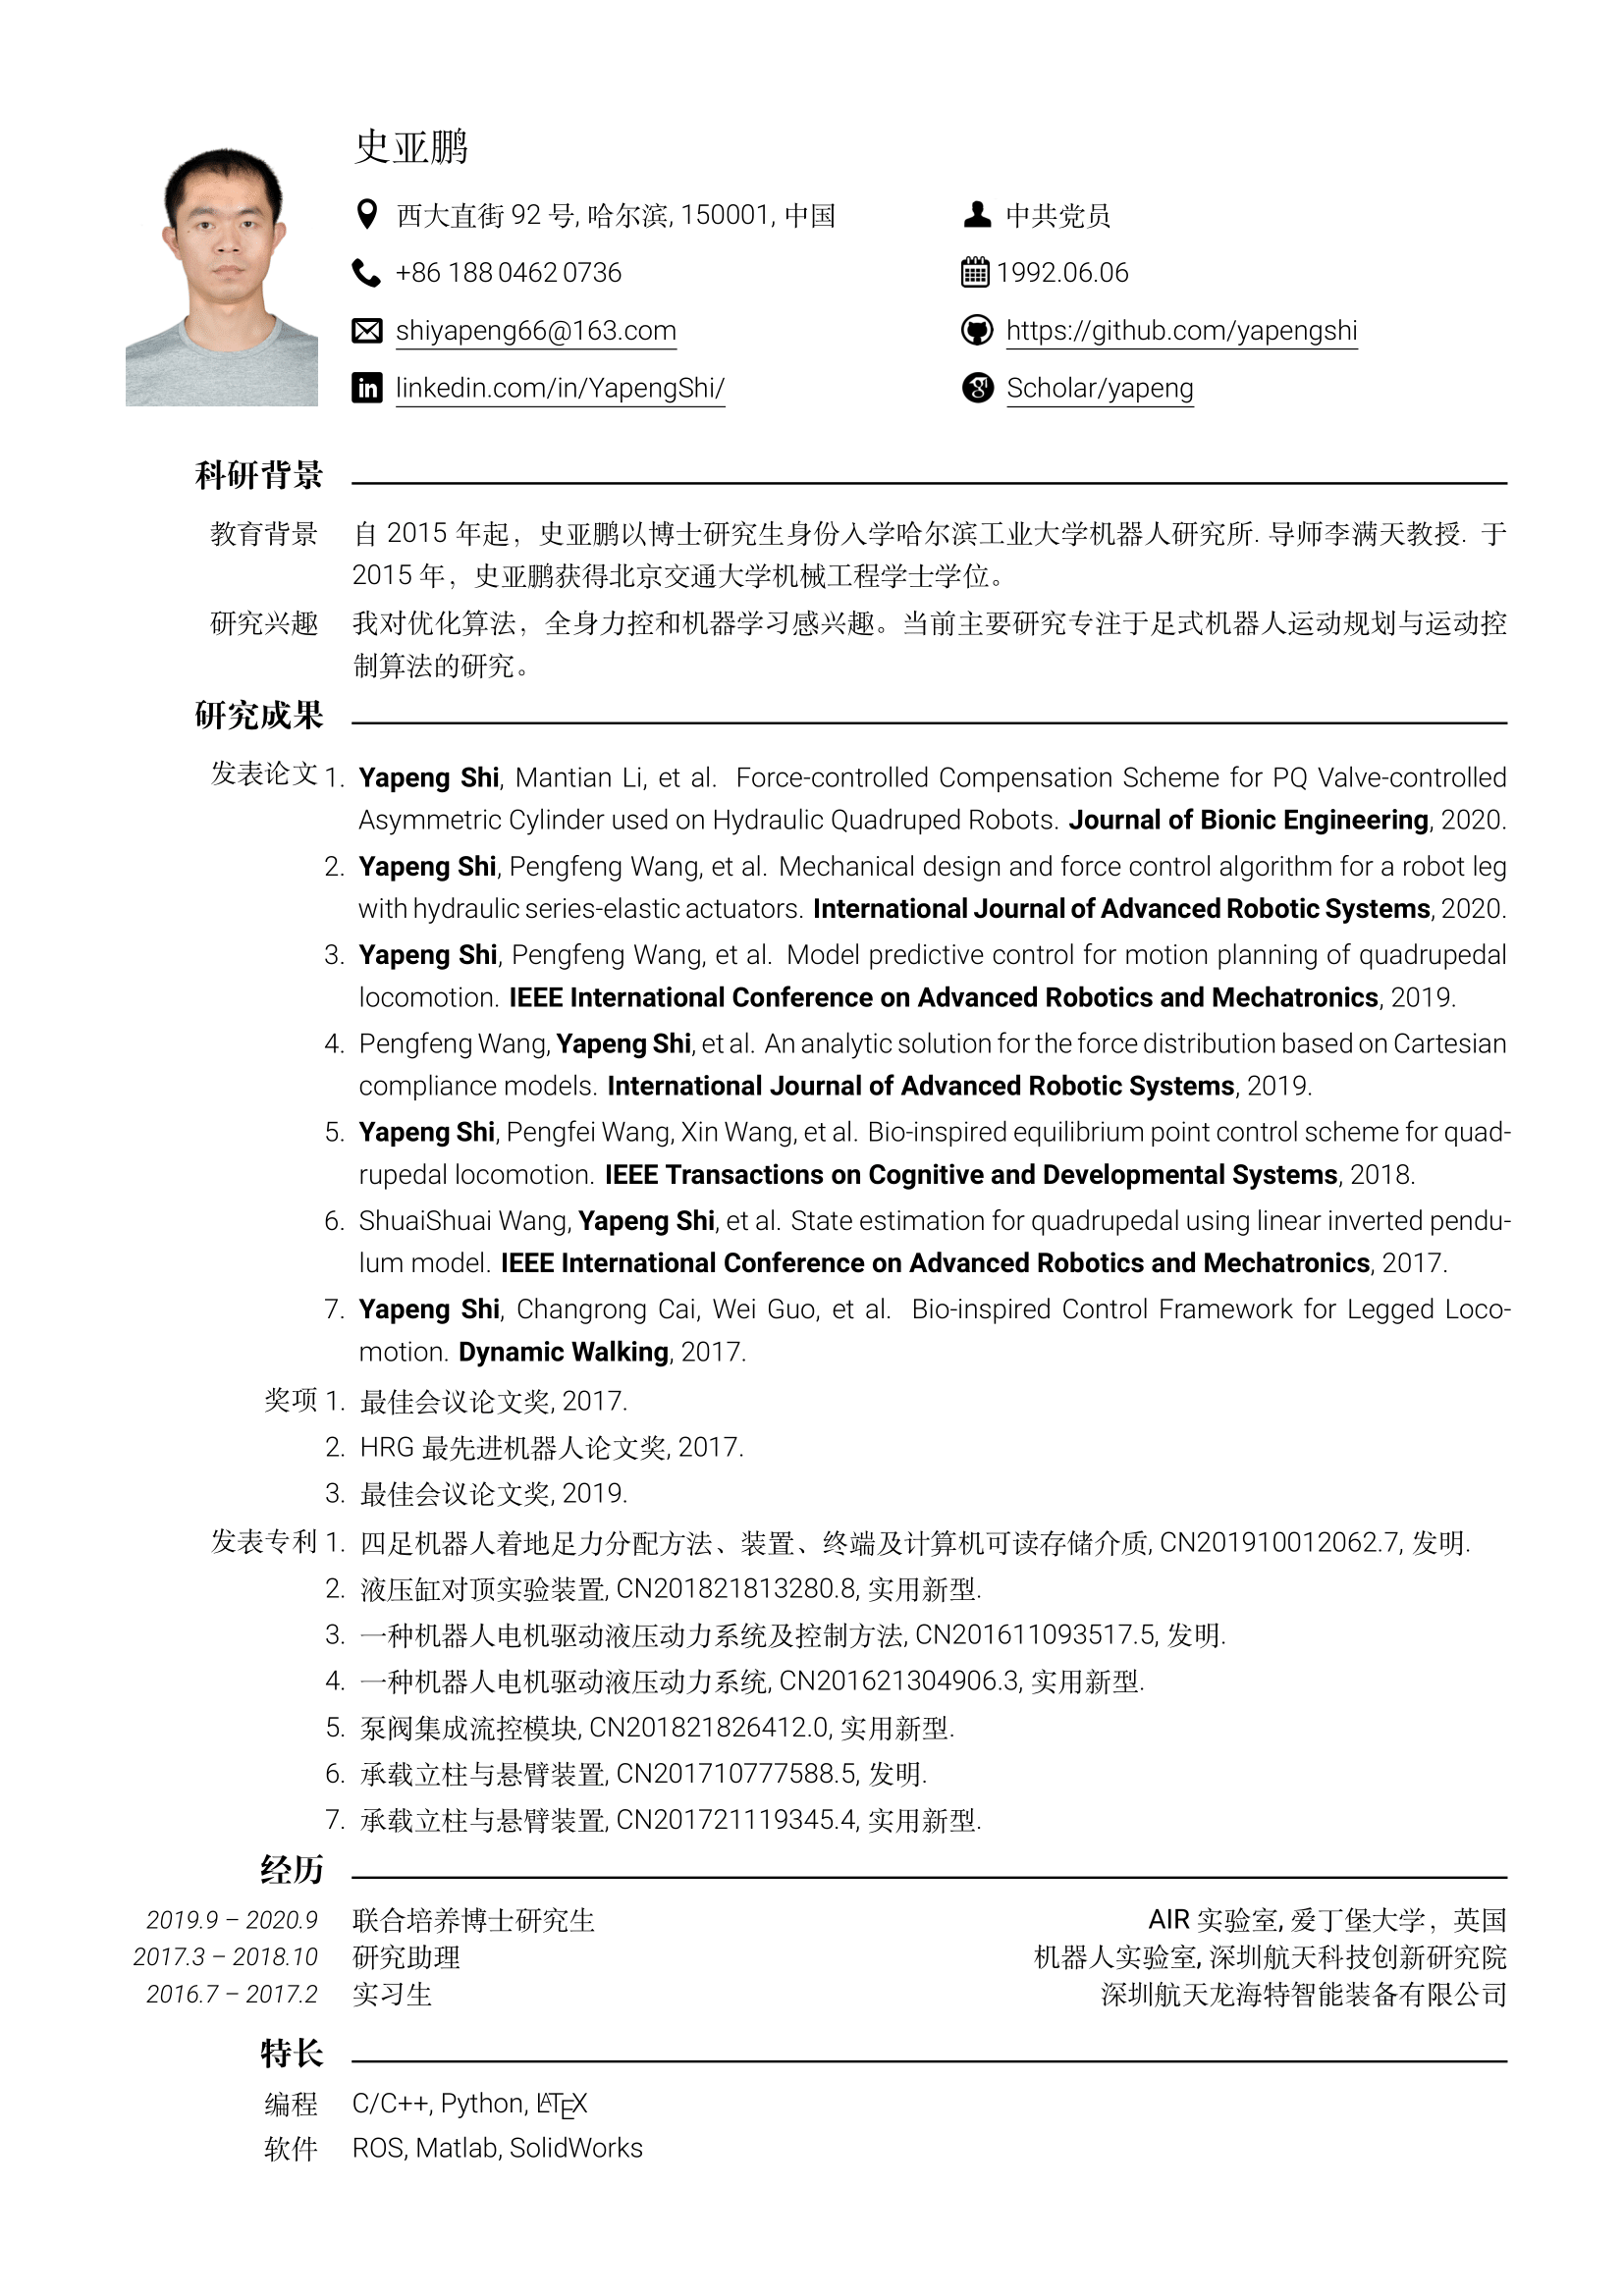 史亚鹏
西大直街 92 号, 哈尔滨, 150001, 中国
中共党员
+86 188 0462 0736
1992.06.06
shiyapeng66@163.com
https://github.com/yapengshi
linkedin.com/in/YapengShi/
Scholar/yapeng
科研背景
教育背景 自 2015 年起，史亚鹏以博士研究生身份入学哈尔滨工业大学机器人研究所. 导师李满天教授. 于
2015 年，史亚鹏获得北京交通大学机械工程学士学位。
研究兴趣 我对优化算法，全身力控和机器学习感兴趣。当前主要研究专注于足式机器人运动规划与运动控
制算法的研究。
研究成果
发表论文 1. Yapeng Shi, Mantian Li, et al. Force-controlled Compensation Scheme for PQ Valve-controlled
Asymmetric Cylinder used on Hydraulic Quadruped Robots. Journal of Bionic Engineering, 2020.
2. Yapeng Shi, Pengfeng Wang, et al. Mechanical design and force control algorithm for a robot leg
with hydraulic series-elastic actuators. International Journal of Advanced Robotic Systems, 2020.
3. Yapeng Shi, Pengfeng Wang, et al. Model predictive control for motion planning of quadrupedal
locomotion. IEEE International Conference on Advanced Robotics and Mechatronics, 2019.
4. Pengfeng Wang, Yapeng Shi, et al. An analytic solution for the force distribution based on Cartesian
compliance models. International Journal of Advanced Robotic Systems, 2019.
5. Yapeng Shi, Pengfei Wang, Xin Wang, et al. Bio-inspired equilibrium point control scheme for quad-
rupedal locomotion. IEEE Transactions on Cognitive and Developmental Systems, 2018.
6. ShuaiShuai Wang, Yapeng Shi, et al. State estimation for quadrupedal using linear inverted pendu-
lum model. IEEE International Conference on Advanced Robotics and Mechatronics, 2017.
7. Yapeng Shi, Changrong Cai, Wei Guo, et al. Bio-inspired Control Framework for Legged Loco-
motion. Dynamic Walking, 2017.
奖项 1. 最佳会议论文奖, 2017.
2. HRG 最先进机器人论文奖, 2017.
3. 最佳会议论文奖, 2019.
发表专利 1. 四足机器人着地足力分配方法、装置、终端及计算机可读存储介质, CN201910012062.7, 发明.
2. 液压缸对顶实验装置, CN201821813280.8, 实用新型.
3. 一种机器人电机驱动液压动力系统及控制方法, CN201611093517.5, 发明.
4. 一种机器人电机驱动液压动力系统, CN201621304906.3, 实用新型.
5. 泵阀集成流控模块, CN201821826412.0, 实用新型.
6. 承载立柱与悬臂装置, CN201710777588.5, 发明.
7. 承载立柱与悬臂装置, CN201721119345.4, 实用新型.
经历
2019.9 – 2020.9 联合培养博士研究生 AIR 实验室, 爱丁堡大学，英国
2017.3 – 2018.10 研究助理 机器人实验室, 深圳航天科技创新研究院
2016.7 – 2017.2 实习生 深圳航天龙海特智能装备有限公司
特长
编程 C/C++, Python, LATEX
软件 ROS, Matlab, SolidWorks